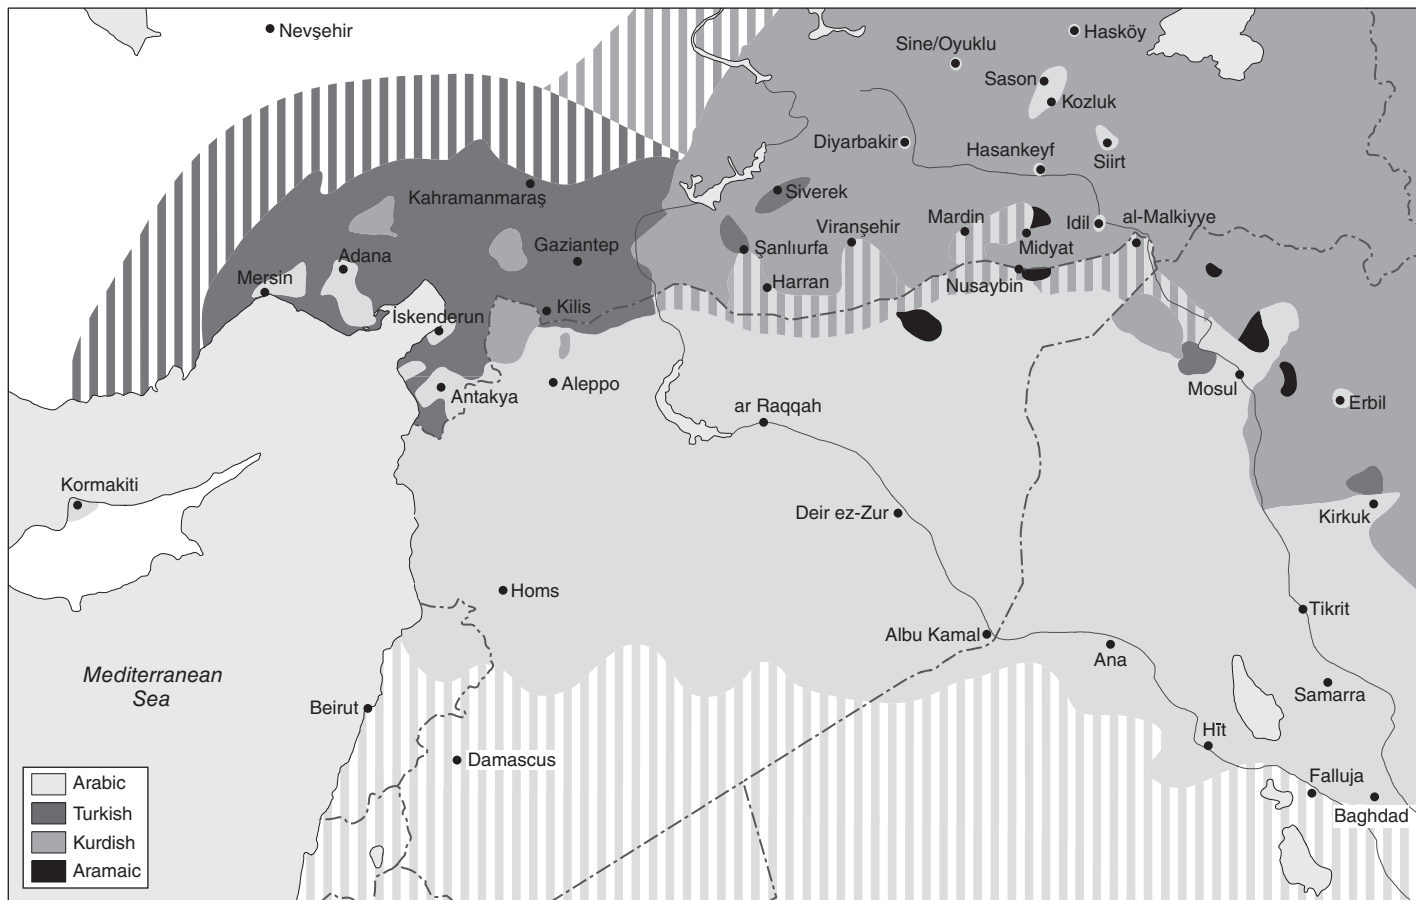 Nevşehir
Hasköy
Sine/Oyuklu
Sason
Kozluk
Diyarbakir
Hasankeyf
Siirt
Kahramanmaraş
Siverek
Mardin
Idil
al-Malkiyye
Viranşehir
Gaziantep
Şanlıurfa
Midyat
Adana
Mersin
Harran
Nusaybin
İskenderun
Kilis
Aleppo
Antakya
Mosul
Erbil
ar Raqqah
Kormakiti
Deir ez-Zur
Kirkuk
Homs
Tikrit
Albu Kamal
Ana
Mediterranean
Sea
Samarra
Beirut
Hīt
Damascus
Falluja
Baghdad
Arabic
Turkish
Kurdish
Aramaic